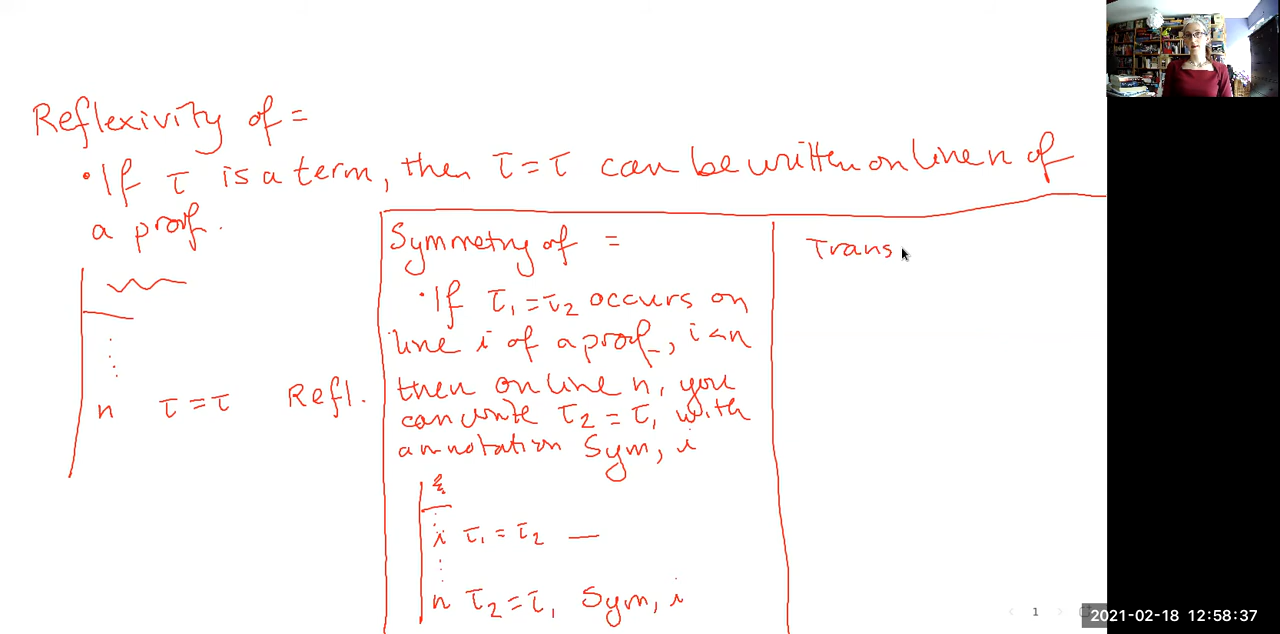 Reflexivity of =
• If τ is a term, then τ = τ can be written on line n of
a proof.
n τ = τ Refl.
Symmetry of =
• If τ₁ = τ₂ occurs on
line i of a proof, i<n
then on line n, you
can write τ₂ = τ₁ with
annotation Sym, i
i τ₁ = τ₂ —
n τ₂ = τ₁ Sym, i
Trans
1
2021-02-18 12:58:37